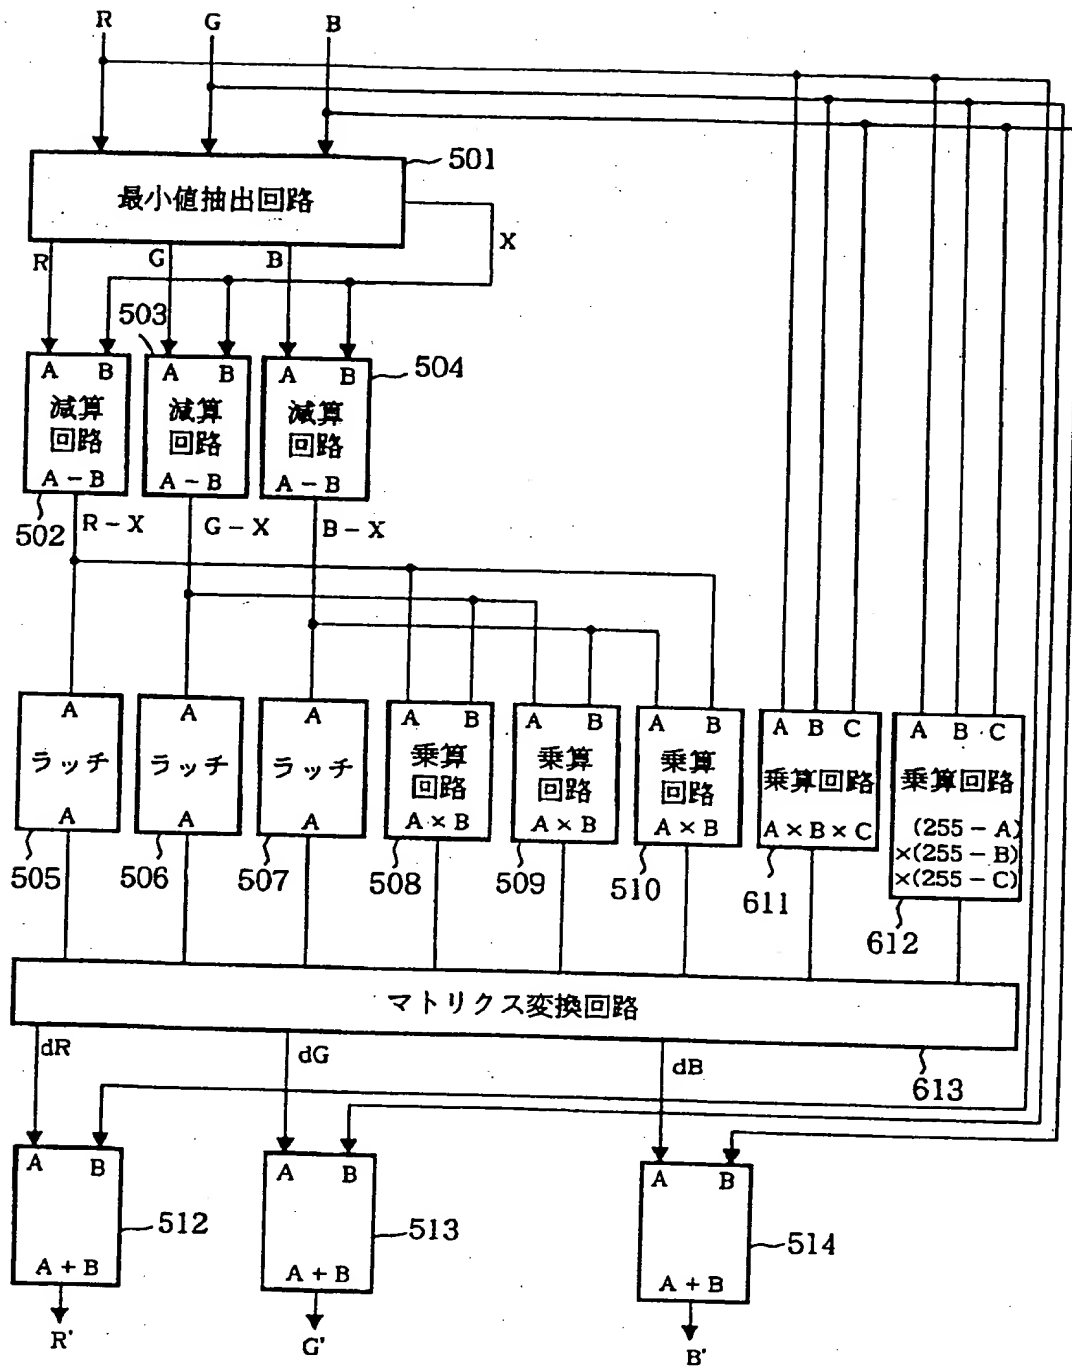 R G B
501
最小値抽出回路
X
R G B
503
A B
A B
A B
504
減算
回路
減算
回路
減算
回路
A - B
A - B
A - B
502
R - X
G - X
B - X
A
A
A
A B
A B
A B
A B C
A B C
ラッチ
ラッチ
ラッチ
乗算
回路
乗算
回路
乗算
回路
乗算回路
乗算回路
A
A
A
A × B
A × B
A × B
A × B × C
(255 - A)
×(255 - B)
×(255 - C)
505
506
507
508
509
510
611
612
マトリクス変換回路
dR
dG
dB
613
A B
A B
A B
512
513
514
A + B
A + B
A + B
R'
G'
B'